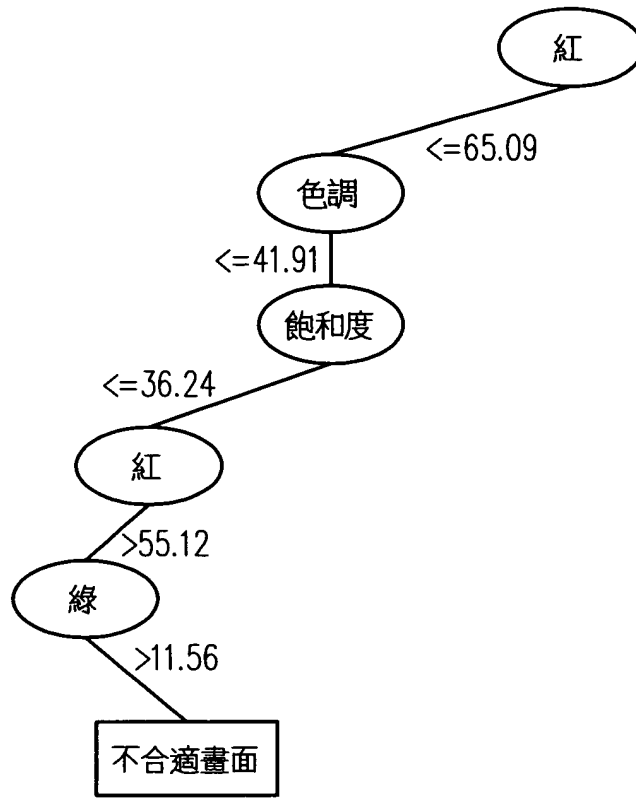 紅
<=65.09
色調
<=41.91
飽和度
<=36.24
紅
>55.12
綠
>11.56
不合適畫面